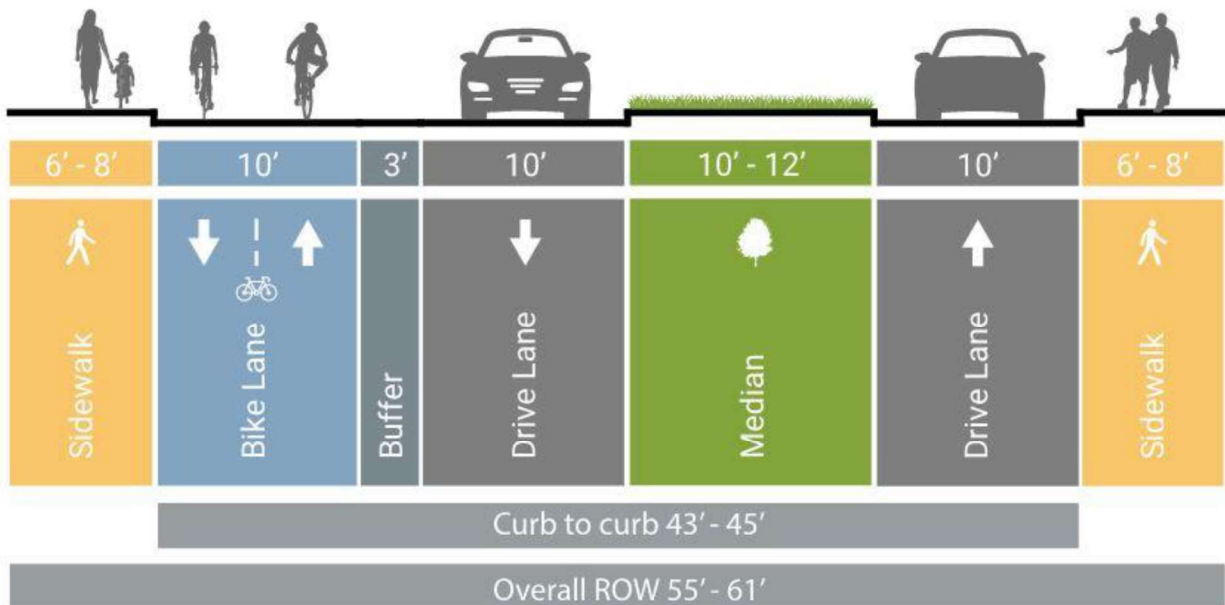 6’ - 8’
10’
3’
10’
10’ - 12’
10’
6’ - 8’
Sidewalk
Bike Lane
Buffer
Drive Lane
Median
Drive Lane
Sidewalk
Curb to curb 43’ - 45’
Overall ROW 55’ - 61’